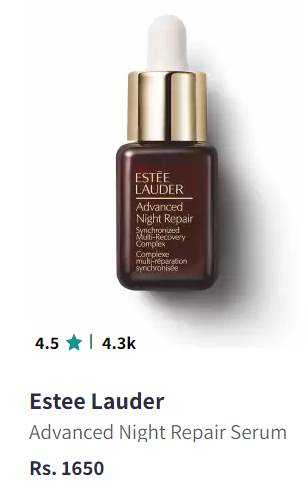 ESTĒE
LAUDER
Advanced
Night Repair
Synchronized
Multi-Recovery
Complex
Complexe
multi-réparation
synchronisée
4.5 ★ | 4.3k
Estee Lauder
Advanced Night Repair Serum
Rs. 1650